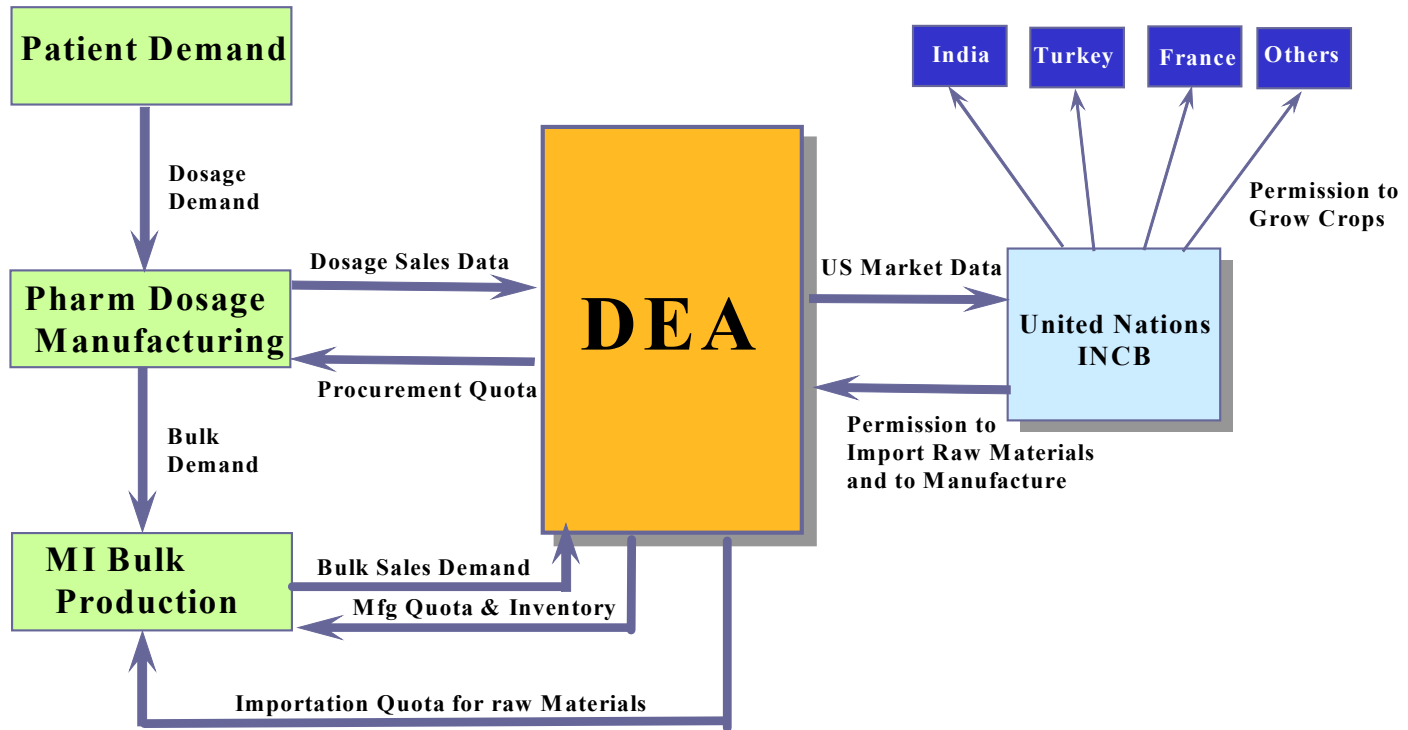 Patient Demand
India
Turkey
France
Others
Dosage
Demand
Permission to
Grow Crops
Dosage Sales Data
US Market Data
Pharm Dosage
Manufacturing
DEA
United Nations
INCB
Procurement Quota
Permission to
Import Raw Materials
and to Manufacture
Bulk
Demand
MI Bulk
Production
Bulk Sales Demand
Mfg Quota & Inventory
Importation Quota for raw Materials